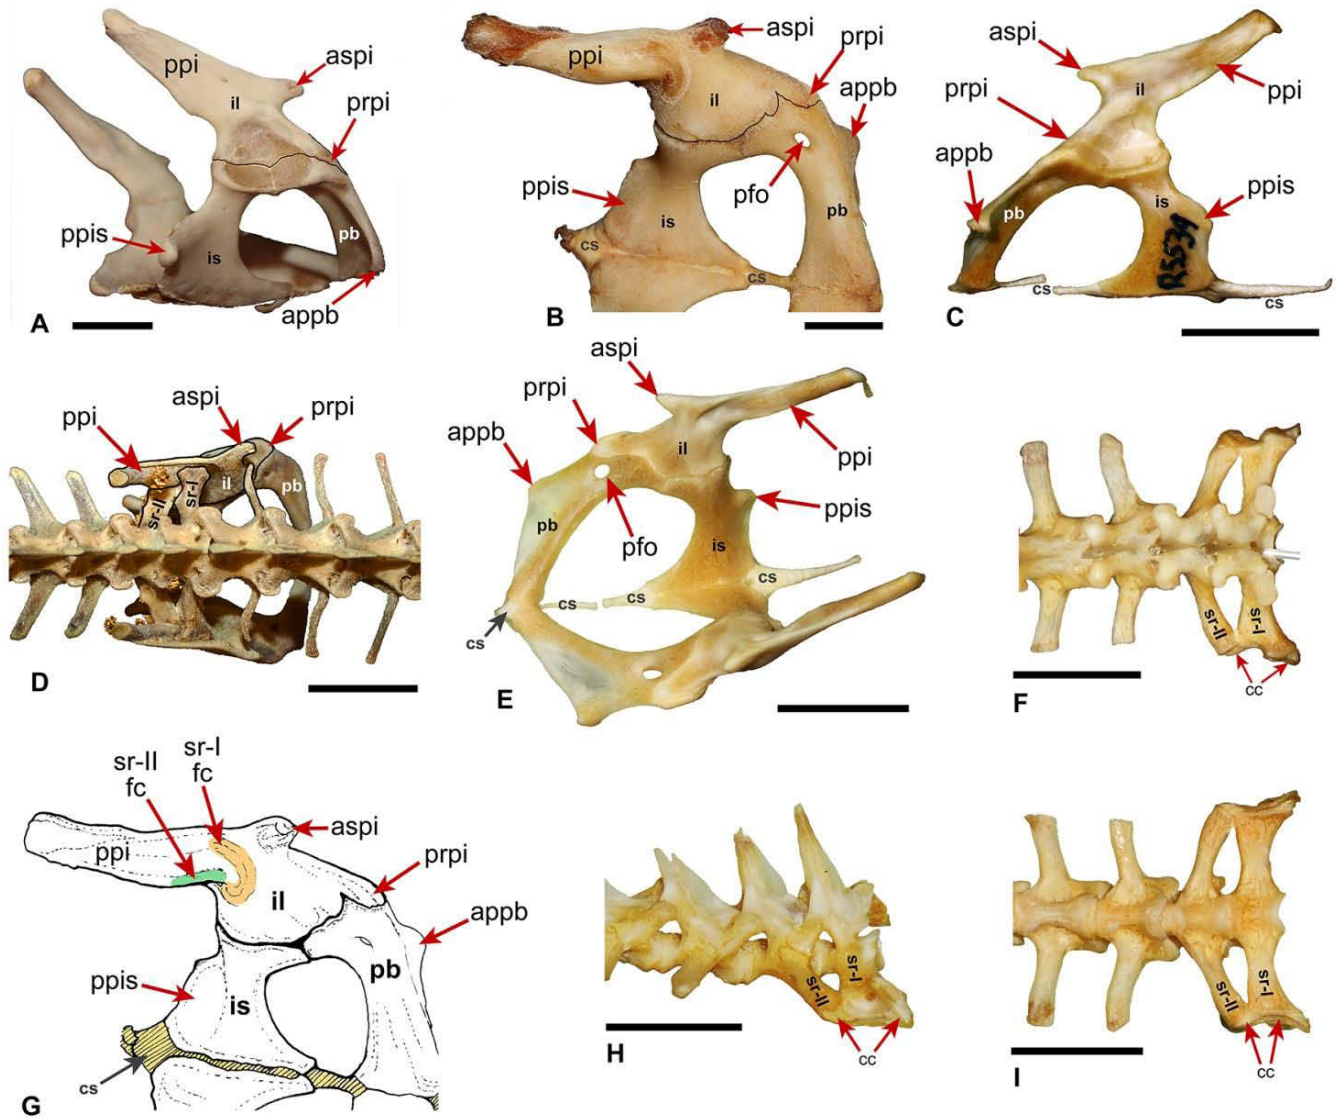 ppi
aspi
il
prpi
ppis
is
pb
appb
A
ppi
aspi
prpi
appb
il
pfo
ppis
is
pb
cs
cs
B
aspi
il
prpi
ppi
appb
pb
is
ppis
R5534
cs
cs
C
aspi
ppi
prpi
il
sr-I
sr-II
pb
D
aspi
prpi
appb
il
ppi
pb
pfo
ppis
is
cs
cs
cs
cs
E
sr-II
sr-I
cc
F
sr-II
fc
sr-I
fc
aspi
ppi
prpi
il
appb
pb
ppis
is
cs
G
sr-II
sr-I
cc
H
sr-II
sr-I
cc
I